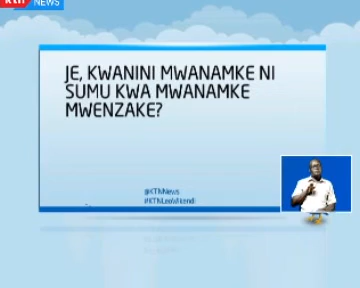 ktn NEWS
JE, KWANINI MWANAMKE NI
SUMU KWA MWANAMKE
MWENZAKE?
@KTNNews
#KTNLeoWikendi